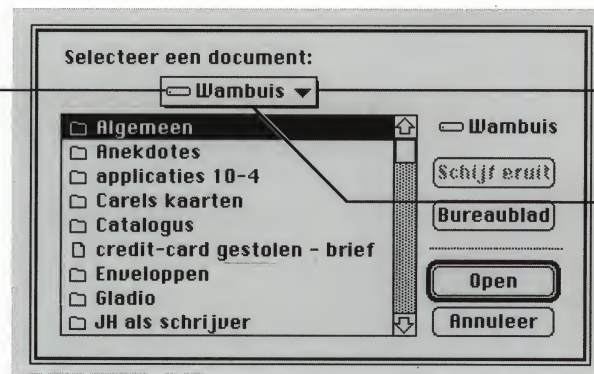 Selecteer een document:
Wambuis
Algemeen
Anekdotes
applicaties 10-4
Carels kaarten
Catalogus
credit-card gestolen - brief
Enveloppen
Gladio
JH als schrijver
Wambuis
Schijf eruit
Bureaublad
Open
Annuleer